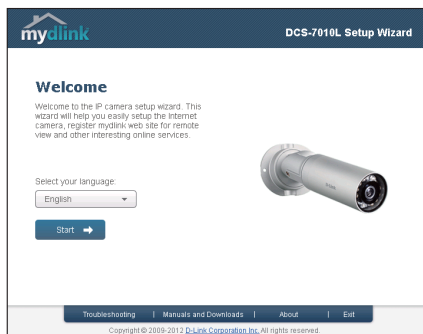 mydlink
DCS-7010L Setup Wizard
Welcome
Welcome to the IP camera setup wizard. This
wizard will help you easily setup the Internet
camera, register mydlink web site for remote
view and other interesting online services.
Select your language:
English
Start
Troubleshooting | Manuals and Downloads | About | Exit
Copyright © 2009-2012 D-Link Corporation Inc. All rights reserved.